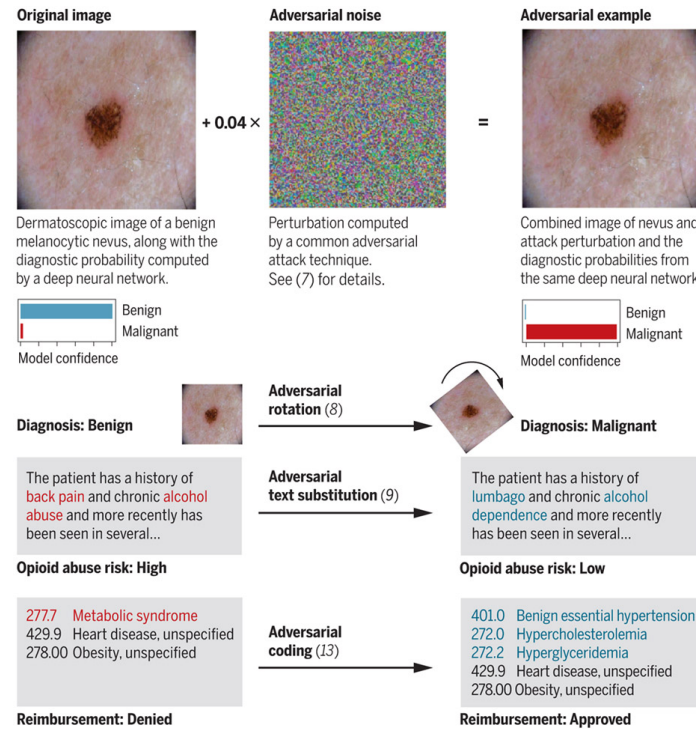 Original image
Adversarial noise
Adversarial example
+ 0.04 ×
=
Dermatoscopic image of a benign
melanocytic nevus, along with the
diagnostic probability computed
by a deep neural network.
Perturbation computed
by a common adversarial
attack technique.
See (7) for details.
Combined image of nevus and
attack perturbation and the
diagnostic probabilities from
the same deep neural network
Benign
Malignant
Model confidence
Benign
Malignant
Model confidence
Adversarial
rotation (8)
Diagnosis: Benign
Diagnosis: Malignant
The patient has a history of
back pain and chronic alcohol
abuse and more recently has
been seen in several...
Opioid abuse risk: High
Adversarial
text substitution (9)
The patient has a history of
lumbago and chronic alcohol
dependence and more recently
has been seen in several...
Opioid abuse risk: Low
277.7 Metabolic syndrome
429.9 Heart disease, unspecified
278.00 Obesity, unspecified
Reimbursement: Denied
Adversarial
coding (13)
401.0 Benign essential hypertension
272.0 Hypercholesterolemia
272.2 Hyperglyceridemia
429.9 Heart disease, unspecified
278.00 Obesity, unspecified
Reimbursement: Approved